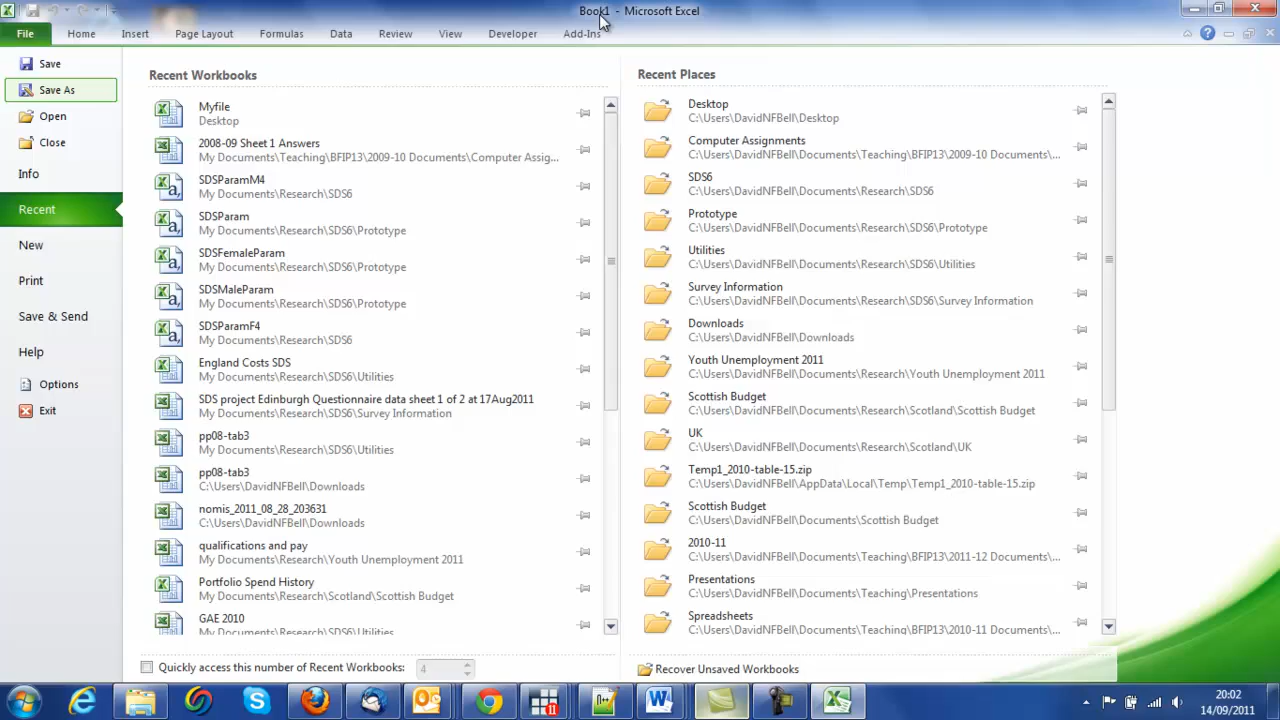 Book1 - Microsoft Excel
File Home Insert Page Layout Formulas Data Review View Developer Add-Ins
Save
Save As
Open
Close
Info
Recent
New
Print
Save & Send
Help
Options
Exit
Recent Workbooks
Myfile
Desktop
2008-09 Sheet 1 Answers
My Documents\Teaching\BFIP13\2009-10 Documents\Computer Assig...
SDSParamM4
My Documents\Research\SDS6
SDSParam
My Documents\Research\SDS6\Prototype
SDSFemaleParam
My Documents\Research\SDS6\Prototype
SDSMaleParam
My Documents\Research\SDS6\Prototype
SDSParamF4
My Documents\Research\SDS6
England Costs SDS
My Documents\Research\SDS6\Utilities
SDS project Edinburgh Questionnaire data sheet 1 of 2 at 17Aug2011
My Documents\Research\SDS6\Survey Information
pp08-tab3
My Documents\Research\SDS6\Utilities
pp08-tab3
C:\Users\DavidNFBell\Downloads
nomis_2011_08_28_203631
C:\Users\DavidNFBell\Downloads
qualifications and pay
My Documents\Research\Youth Unemployment 2011
Portfolio Spend History
My Documents\Research\Scotland\Scottish Budget
GAE 2010
My Documents\Research\SDS6\Utilities
Quickly access this number of Recent Workbooks: 4
Recent Places
Desktop
C:\Users\DavidNFBell\Desktop
Computer Assignments
C:\Users\DavidNFBell\Documents\Teaching\BFIP13\2009-10 Documents\...
SDS6
C:\Users\DavidNFBell\Documents\Research\SDS6
Prototype
C:\Users\DavidNFBell\Documents\Research\SDS6\Prototype
Utilities
C:\Users\DavidNFBell\Documents\Research\SDS6\Utilities
Survey Information
C:\Users\DavidNFBell\Documents\Research\SDS6\Survey Information
Downloads
C:\Users\DavidNFBell\Downloads
Youth Unemployment 2011
C:\Users\DavidNFBell\Documents\Research\Youth Unemployment 2011
Scottish Budget
C:\Users\DavidNFBell\Documents\Research\Scotland\Scottish Budget
UK
C:\Users\DavidNFBell\Documents\Research\Scotland\UK
Temp1_2010-table-15.zip
C:\Users\DavidNFBell\AppData\Local\Temp\Temp1_2010-table-15.zip
Scottish Budget
C:\Users\DavidNFBell\Documents\Scottish Budget
2010-11
C:\Users\DavidNFBell\Documents\Teaching\BFIP13\2011-12 Documents\...
Presentations
C:\Users\DavidNFBell\Documents\Teaching\Presentations
Spreadsheets
C:\Users\DavidNFBell\Documents\Teaching\BFIP13\2010-11 Documents\...
Recover Unsaved Workbooks
20:02
14/09/2011